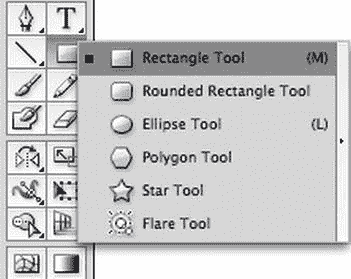 T
Rectangle Tool (M)
Rounded Rectangle Tool
Ellipse Tool (L)
Polygon Tool
Star Tool
Flare Tool